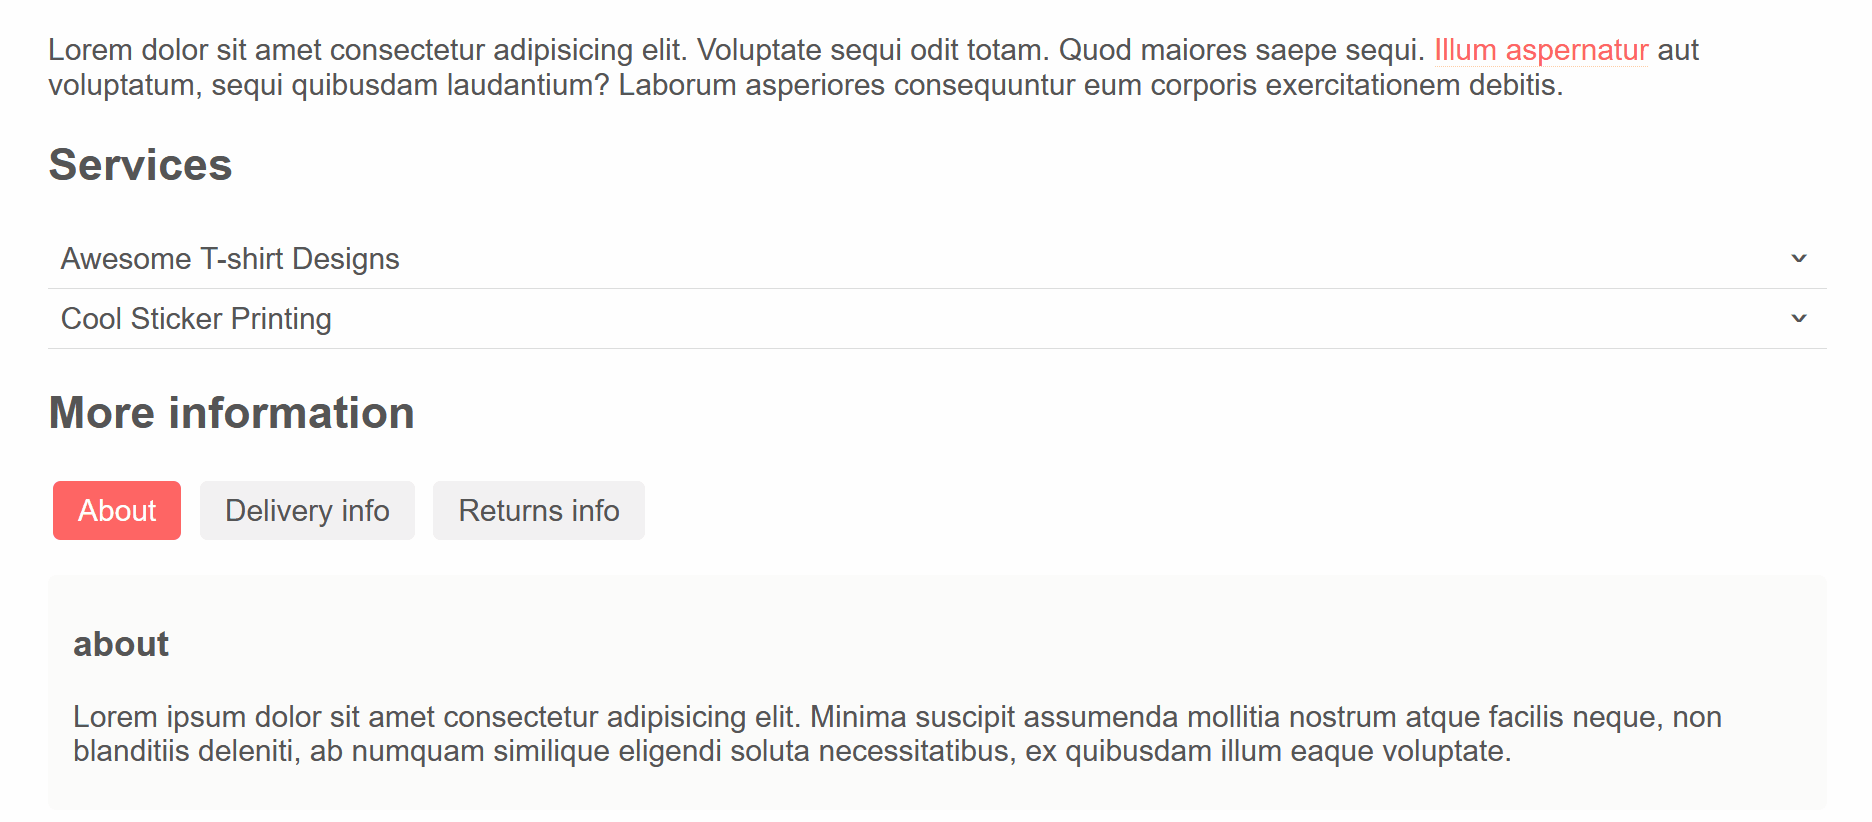 Lorem dolor sit amet consectetur adipisicing elit. Voluptate sequi odit totam. Quod maiores saepe sequi. Illum aspernatur aut
voluptatum, sequi quibusdam laudantium? Laborum asperiores consequuntur eum corporis exercitationem debitis.
Services
Awesome T-shirt Designs
Cool Sticker Printing
More information
About Delivery info Returns info
about
Lorem ipsum dolor sit amet consectetur adipisicing elit. Minima suscipit assumenda mollitia nostrum atque facilis neque, non
blanditiis deleniti, ab numquam similique eligendi soluta necessitatibus, ex quibusdam illum eaque voluptate.